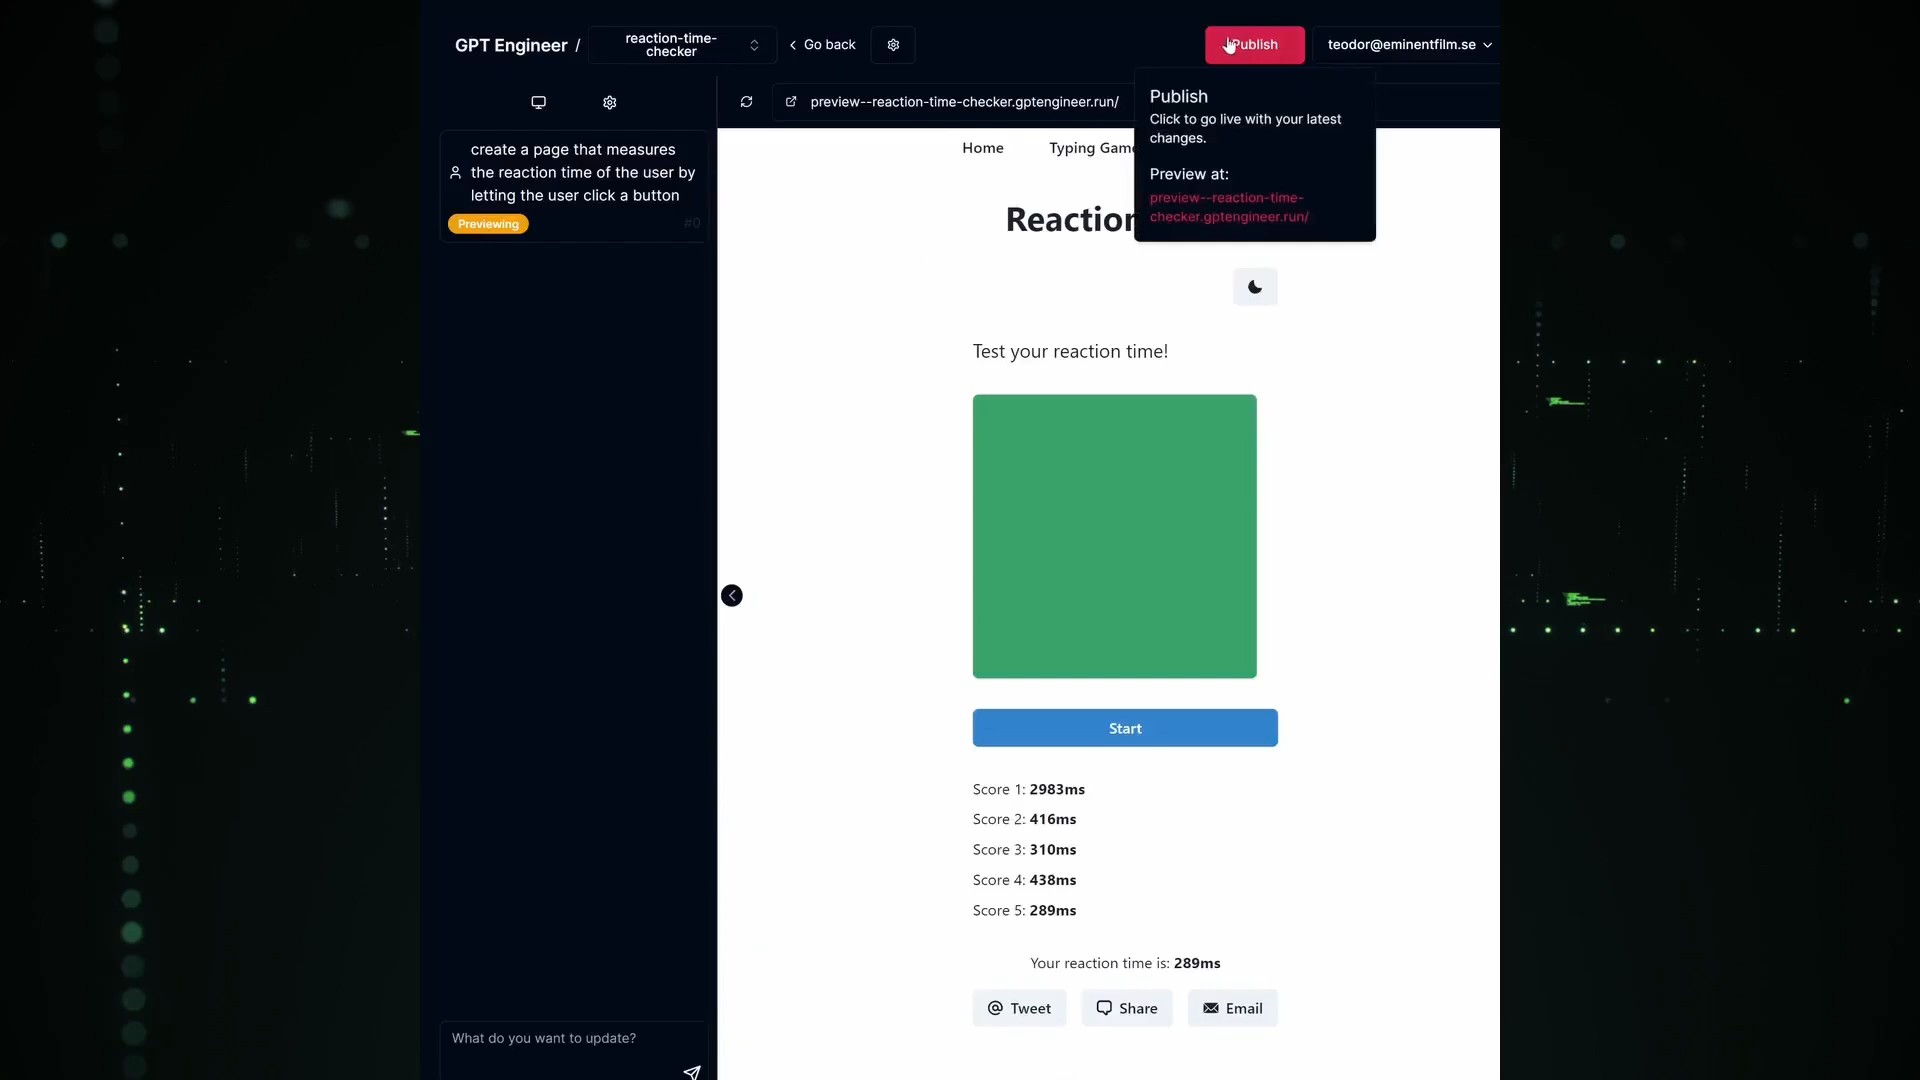 GPT Engineer /
reaction-time-
checker
Go back
Publish
teodor@eminentfilm.se
preview--reaction-time-checker.gptengineer.run/
Publish
Click to go live with your latest
changes.
Preview at:
preview--reaction-time-
checker.gptengineer.run/
create a page that measures
the reaction time of the user by
letting the user click a button
Previewing
#0
Home
Typing Game
Reaction
Test your reaction time!
Start
Score 1: 2983ms
Score 2: 416ms
Score 3: 310ms
Score 4: 438ms
Score 5: 289ms
Your reaction time is: 289ms
Tweet
Share
Email
What do you want to update?